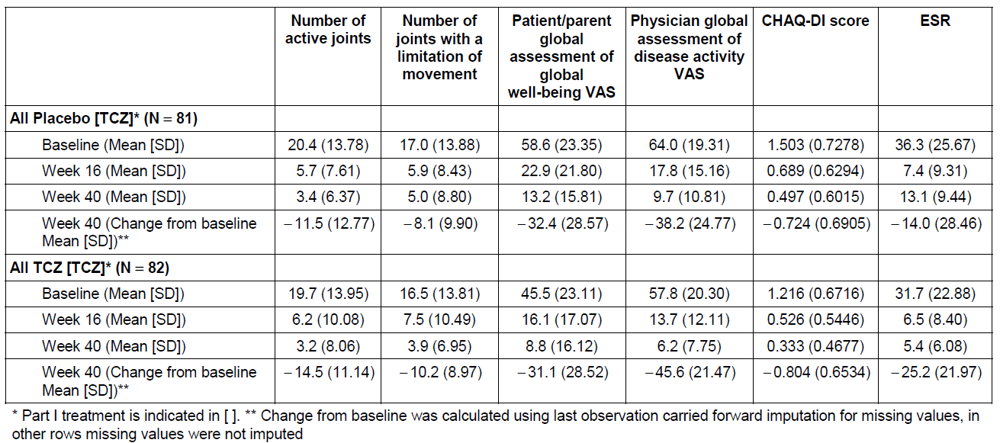 Number of active joints | Number of joints with a limitation of movement | Patient/parent global assessment of global well-being VAS | Physician global assessment of disease activity VAS | CHAQ-DI score | ESR
All Placebo [TCZ]* (N = 81)
Baseline (Mean [SD]) | 20.4 (13.78) | 17.0 (13.88) | 58.6 (23.35) | 64.0 (19.31) | 1.503 (0.7278) | 36.3 (25.67)
Week 16 (Mean [SD]) | 5.7 (7.61) | 5.9 (8.43) | 22.9 (21.80) | 17.8 (15.16) | 0.689 (0.6294) | 7.4 (9.31)
Week 40 (Mean [SD]) | 3.4 (6.37) | 5.0 (8.80) | 13.2 (15.81) | 9.7 (10.81) | 0.497 (0.6015) | 13.1 (9.44)
Week 40 (Change from baseline Mean [SD])** | −11.5 (12.77) | −8.1 (9.90) | −32.4 (28.57) | −38.2 (24.77) | −0.724 (0.6905) | −14.0 (28.46)
All TCZ [TCZ]* (N = 82)
Baseline (Mean [SD]) | 19.7 (13.95) | 16.5 (13.81) | 45.5 (23.11) | 57.8 (20.30) | 1.216 (0.6716) | 31.7 (22.88)
Week 16 (Mean [SD]) | 6.2 (10.08) | 7.5 (10.49) | 16.1 (17.07) | 13.7 (12.11) | 0.526 (0.5446) | 6.5 (8.40)
Week 40 (Mean [SD]) | 3.2 (8.06) | 3.9 (6.95) | 8.8 (16.12) | 6.2 (7.75) | 0.333 (0.4677) | 5.4 (6.08)
Week 40 (Change from baseline Mean [SD])** | −14.5 (11.14) | −10.2 (8.97) | −31.1 (28.52) | −45.6 (21.47) | −0.804 (0.6534) | −25.2 (21.97)
* Part I treatment is indicated in [ ]. ** Change from baseline was calculated using last observation carried forward imputation for missing values, in
other rows missing values were not imputed